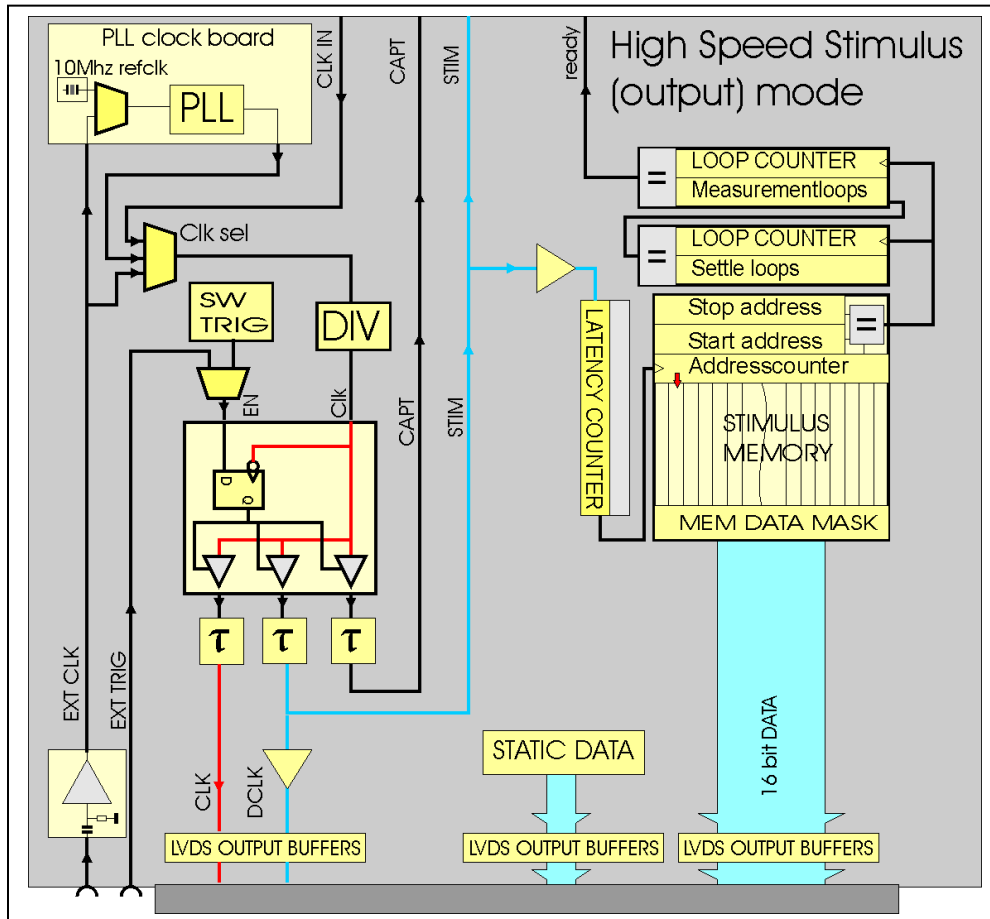 PLL clock board
10Mhz refclk
PLL
CLK IN
CAPT
STIM
ready
High Speed Stimulus
(output) mode
LOOP COUNTER
=
Measurementloops
LOOP COUNTER
=
Settle loops
Clk sel
SW
TRIG
DIV
EN
Clk
CAPT
STIM
LATENCY COUNTER
Stop address
=
Start address
Addresscounter
STIMULUS
MEMORY
MEM DATA MASK
D
Q
τ
τ
τ
EXT CLK
EXT TRIG
CLK
DCLK
STATIC DATA
16 bit DATA
LVDS OUTPUT BUFFERS
LVDS OUTPUT BUFFERS
LVDS OUTPUT BUFFERS